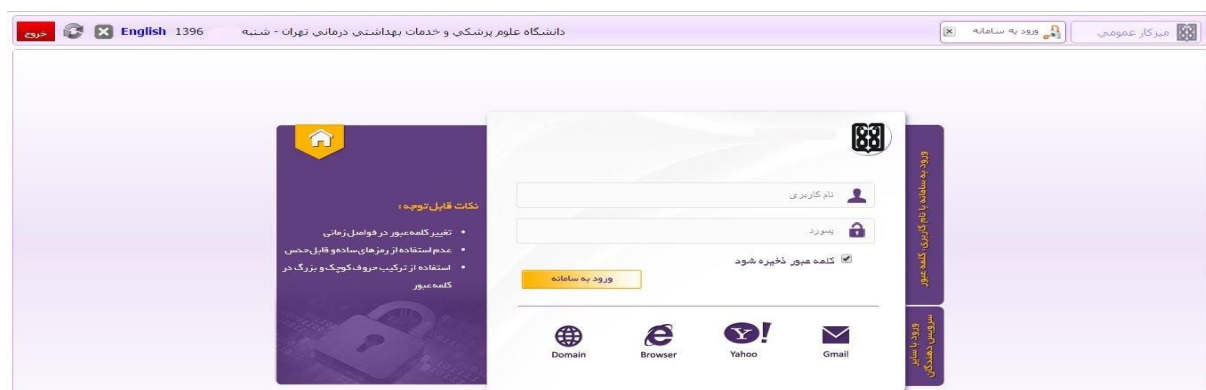 میزکار عمومی
ورود به سامانه
دانشگاه علوم پزشکی و خدمات بهداشتی درمانی تهران - شنبه
1396
English
خروج
ورود به سامانه با نام کاربری، کلمه عبور
نام کاربری
پسورد
کلمه عبور ذخیره شود
ورود به سامانه
ورود با سایر
سرویس دهندگان
Domain Browser Yahoo Gmail
نکات قابل توجه :
• تغییر کلمه عبور در فواصل زمانی
• عدم استفاده از رمزهای ساده و قابل حدس
• استفاده از ترکیب حروف کوچک و بزرگ در
کلمه عبور